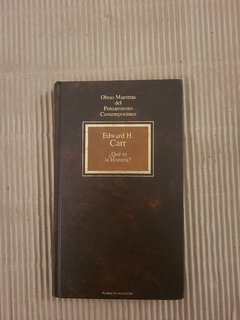 Obras Maestras
del
Pensamiento
Contemporáneo
Edward H.
Carr
¿Qué es
la Historia?